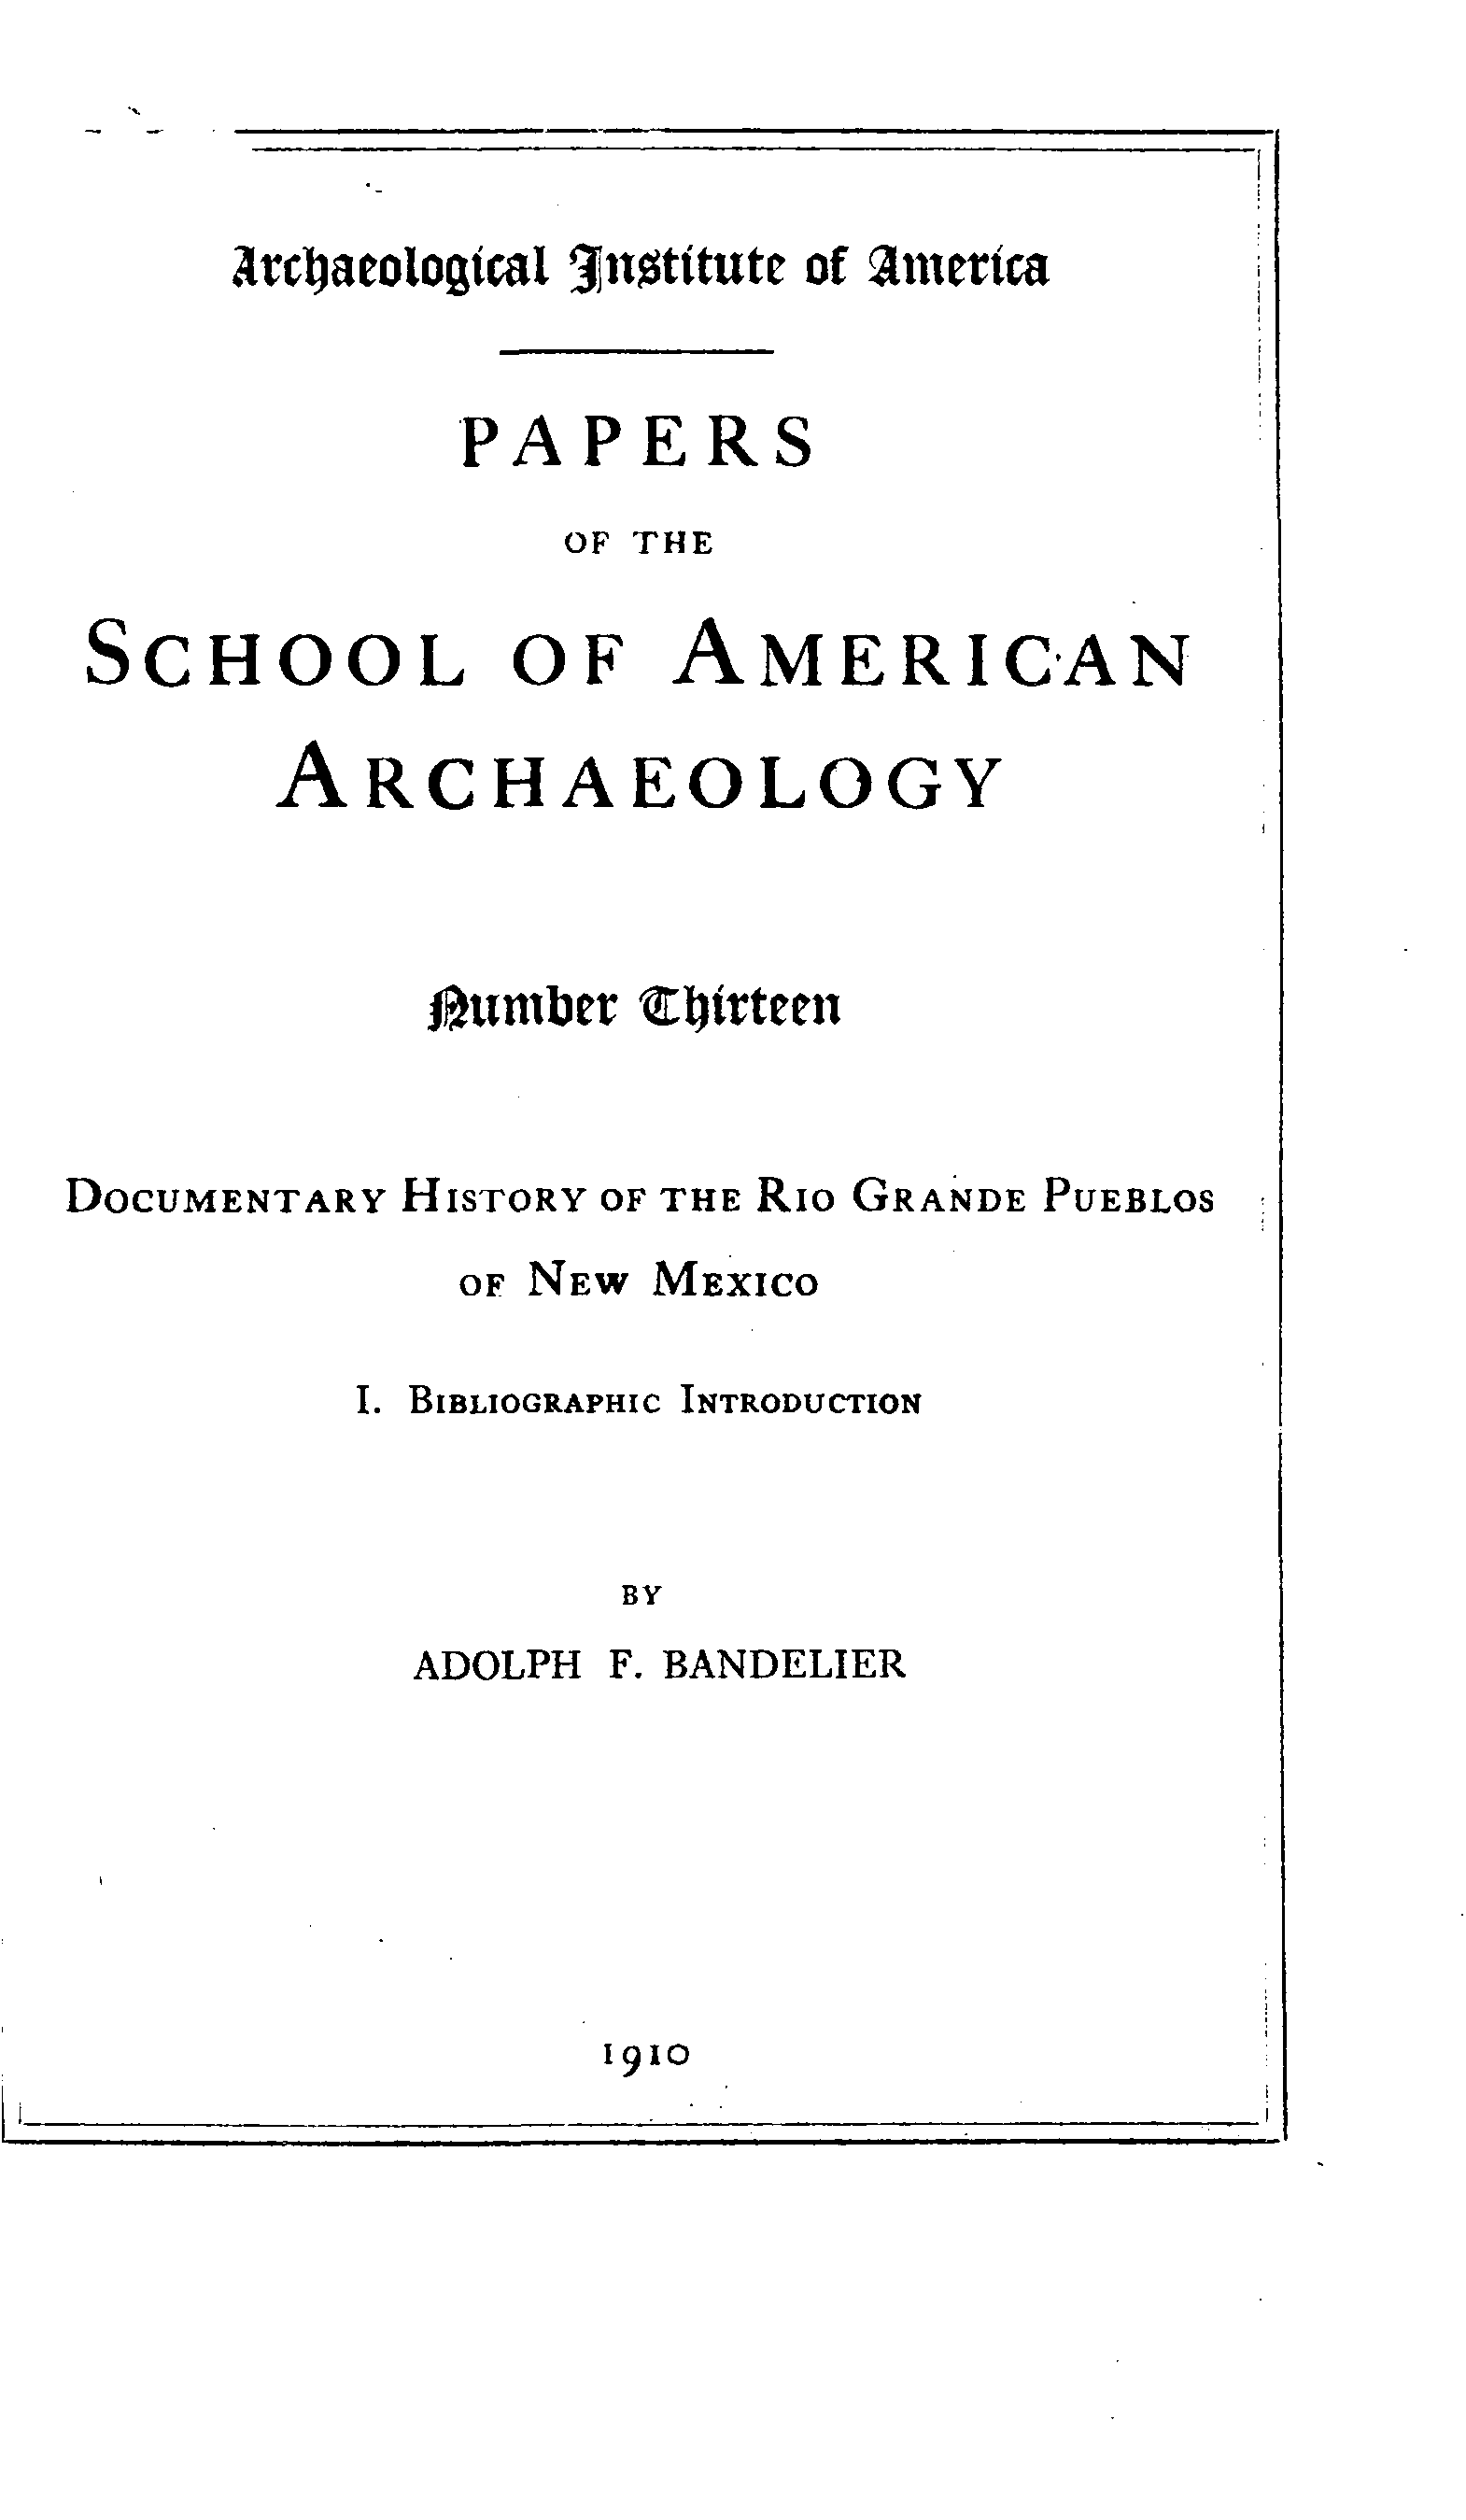 Archaeological Institute of America
PAPERS
OF THE
SCHOOL OF AMERICAN
ARCHAEOLOGY
Number Thirteen
DOCUMENTARY HISTORY OF THE RIO GRANDE PUEBLOS
OF NEW MEXICO
I. BIBLIOGRAPHIC INTRODUCTION
BY
ADOLPH F. BANDELIER
1910